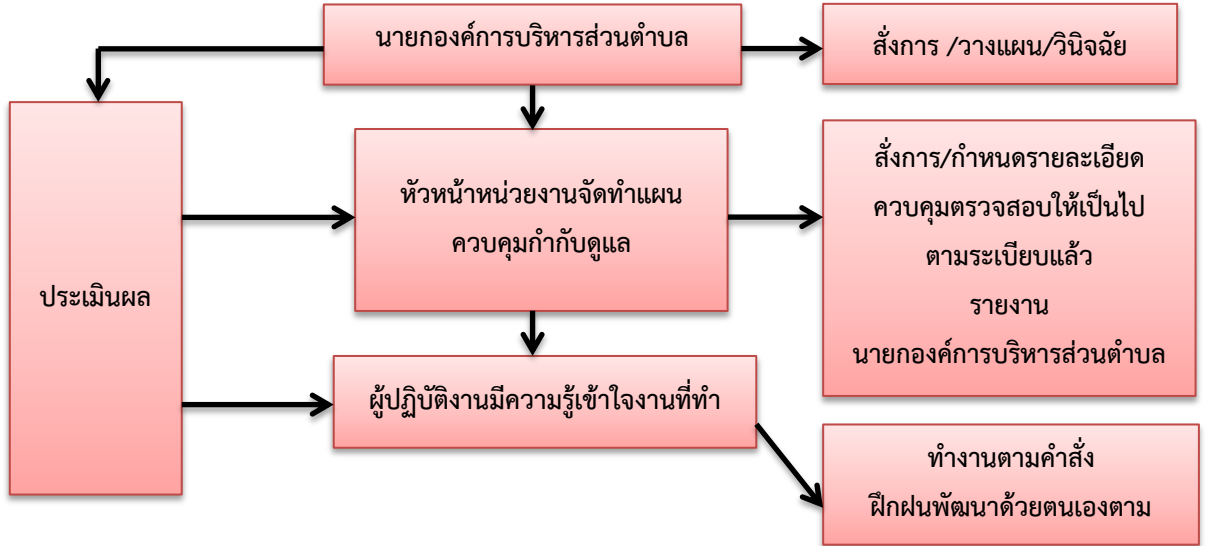 นายกองค์การบริหารส่วนตำบล
สั่งการ /วางแผน/วินิจฉัย
ประเมินผล
หัวหน้าหน่วยงานจัดทำแผน
ควบคุมกำกับดูแล
สั่งการ/กำหนดรายละเอียด
ควบคุมตรวจสอบให้เป็นไป
ตามระเบียบแล้ว
รายงาน
นายกองค์การบริหารส่วนตำบล
ผู้ปฏิบัติงานมีความรู้เข้าใจงานที่ทำ
ทำงานตามคำสั่ง
ฝึกฝนพัฒนาด้วยตนเองตาม